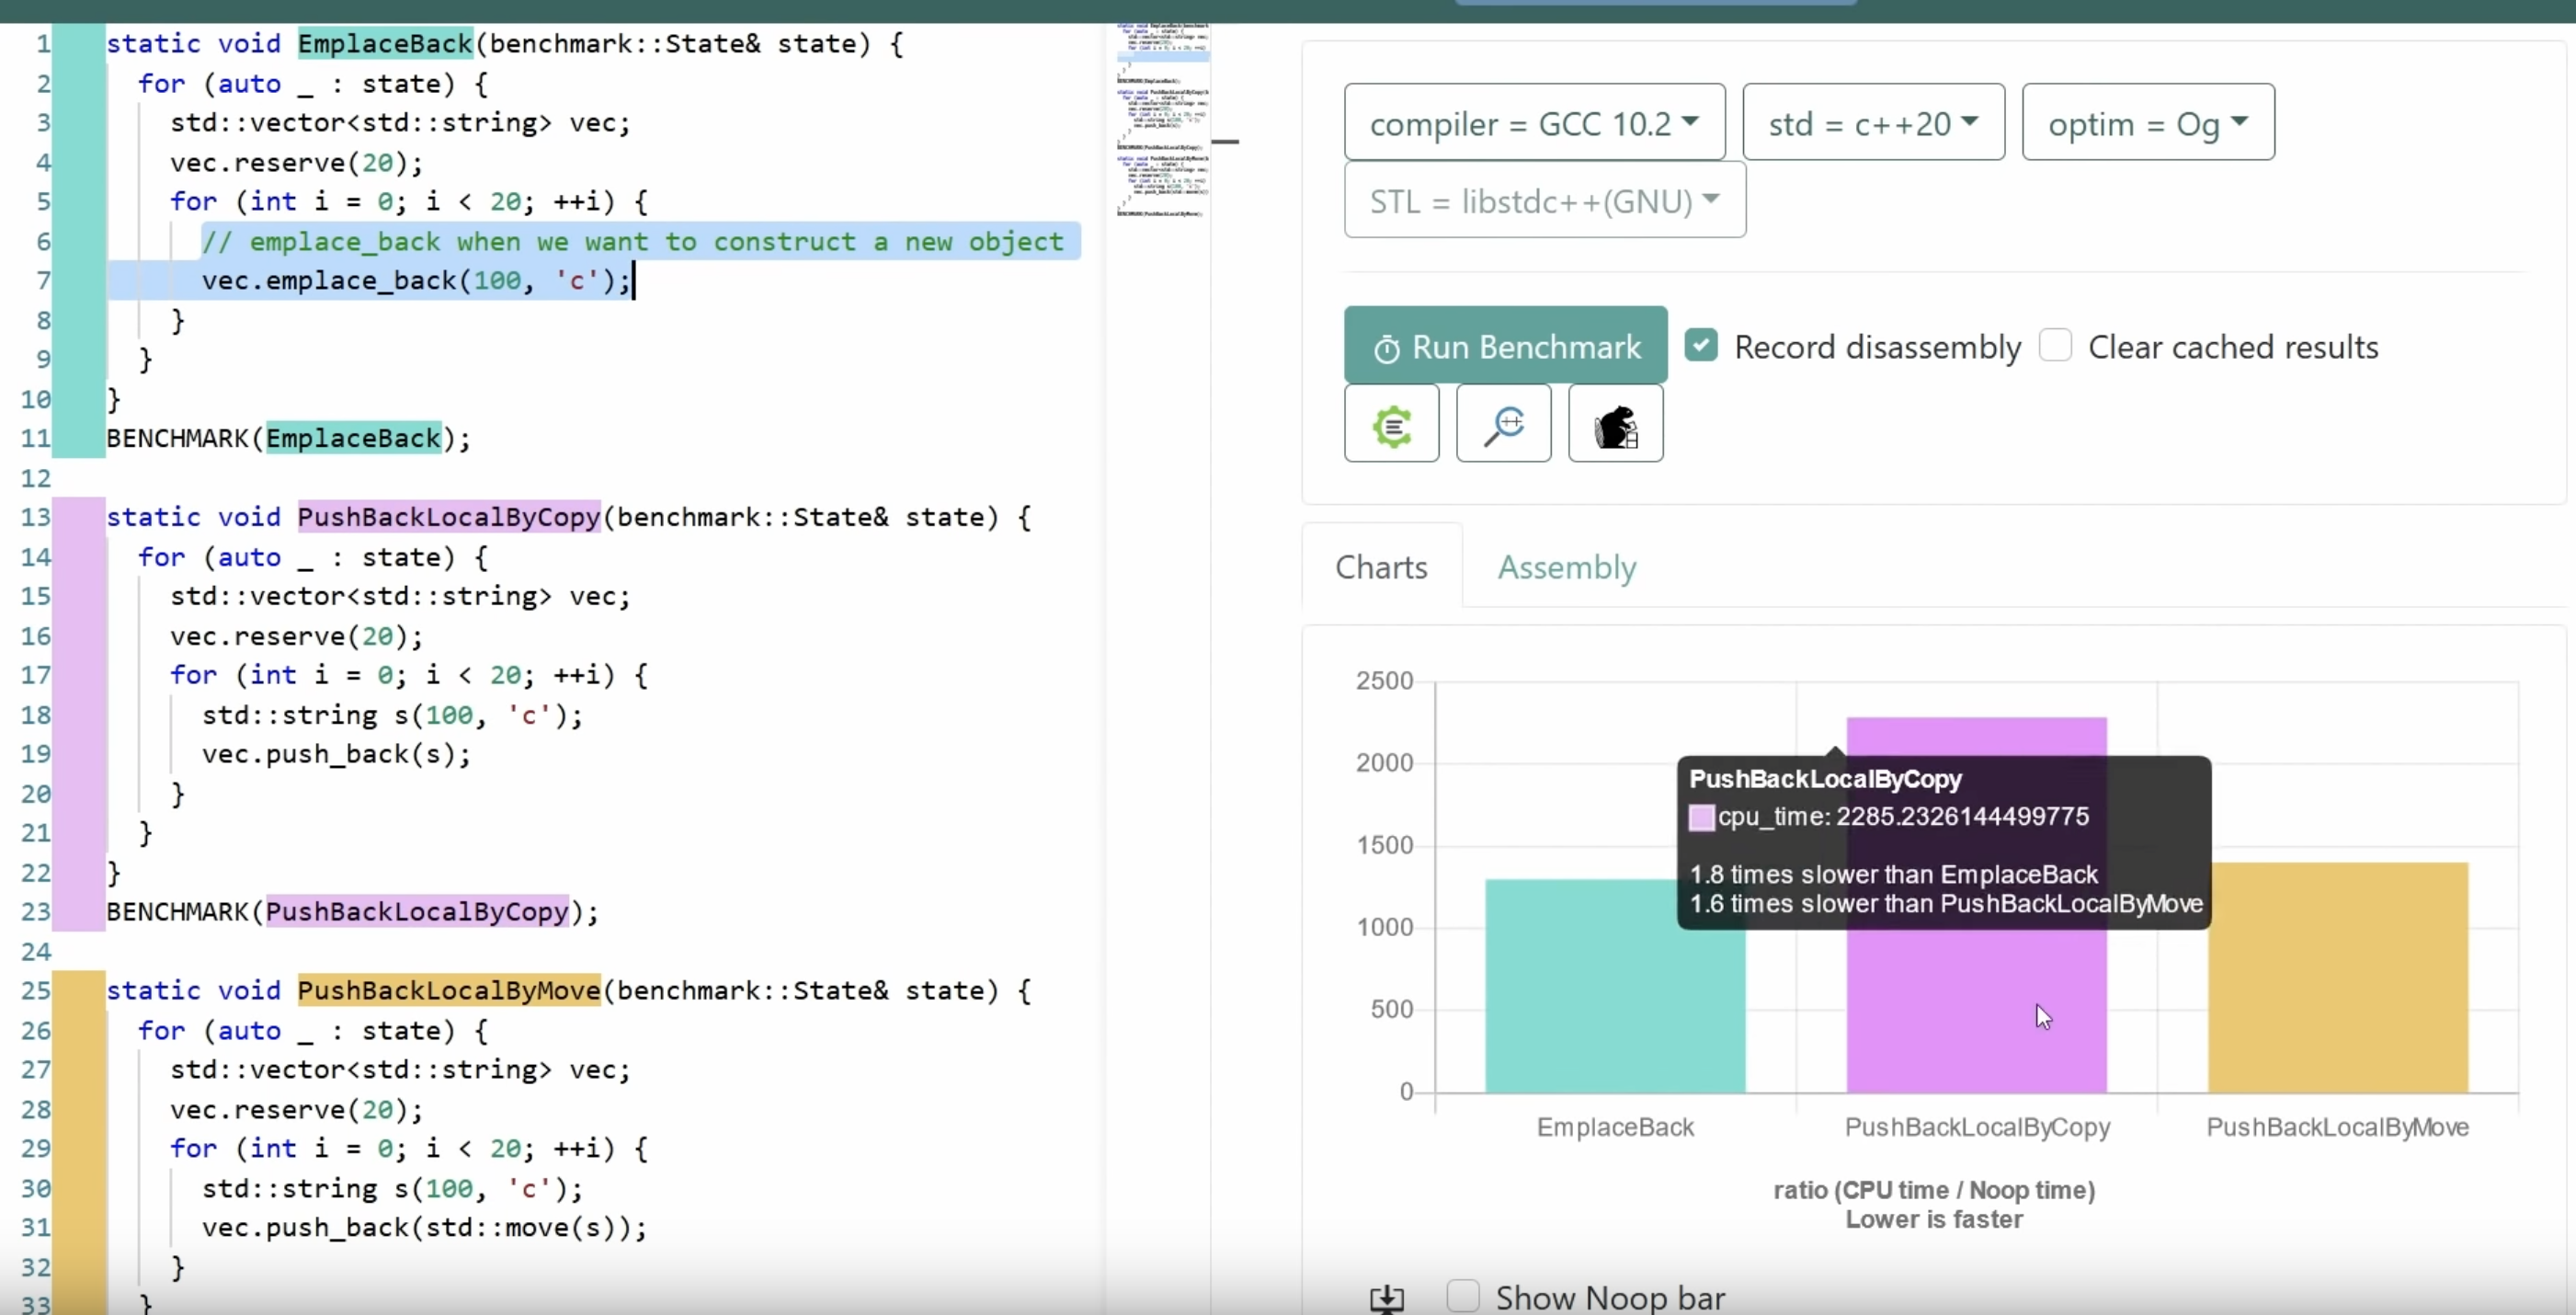 1 static void EmplaceBack(benchmark::State& state) {
2 for (auto _ : state) {
3 std::vector<std::string> vec;
4 vec.reserve(20);
5 for (int i = 0; i < 20; ++i) {
6 // emplace_back when we want to construct a new object
7 vec.emplace_back(100, 'c');
8 }
9 }
10 }
11 BENCHMARK(EmplaceBack);
12
13 static void PushBackLocalByCopy(benchmark::State& state) {
14 for (auto _ : state) {
15 std::vector<std::string> vec;
16 vec.reserve(20);
17 for (int i = 0; i < 20; ++i) {
18 std::string s(100, 'c');
19 vec.push_back(s);
20 }
21 }
22 }
23 BENCHMARK(PushBackLocalByCopy);
24
25 static void PushBackLocalByMove(benchmark::State& state) {
26 for (auto _ : state) {
27 std::vector<std::string> vec;
28 vec.reserve(20);
29 for (int i = 0; i < 20; ++i) {
30 std::string s(100, 'c');
31 vec.push_back(std::move(s));
32 }
33 }
compiler = GCC 10.2
std = c++20
optim = Og
STL = libstdc++(GNU)
Run Benchmark
Record disassembly
Clear cached results
Charts
Assembly
2500
2000
1500
1000
500
0
PushBackLocalByCopy
cpu_time: 2285.2326144499775
1.8 times slower than EmplaceBack
1.6 times slower than PushBackLocalByMove
EmplaceBack
PushBackLocalByCopy
PushBackLocalByMove
ratio (CPU time / Noop time)
Lower is faster
Show Noop bar